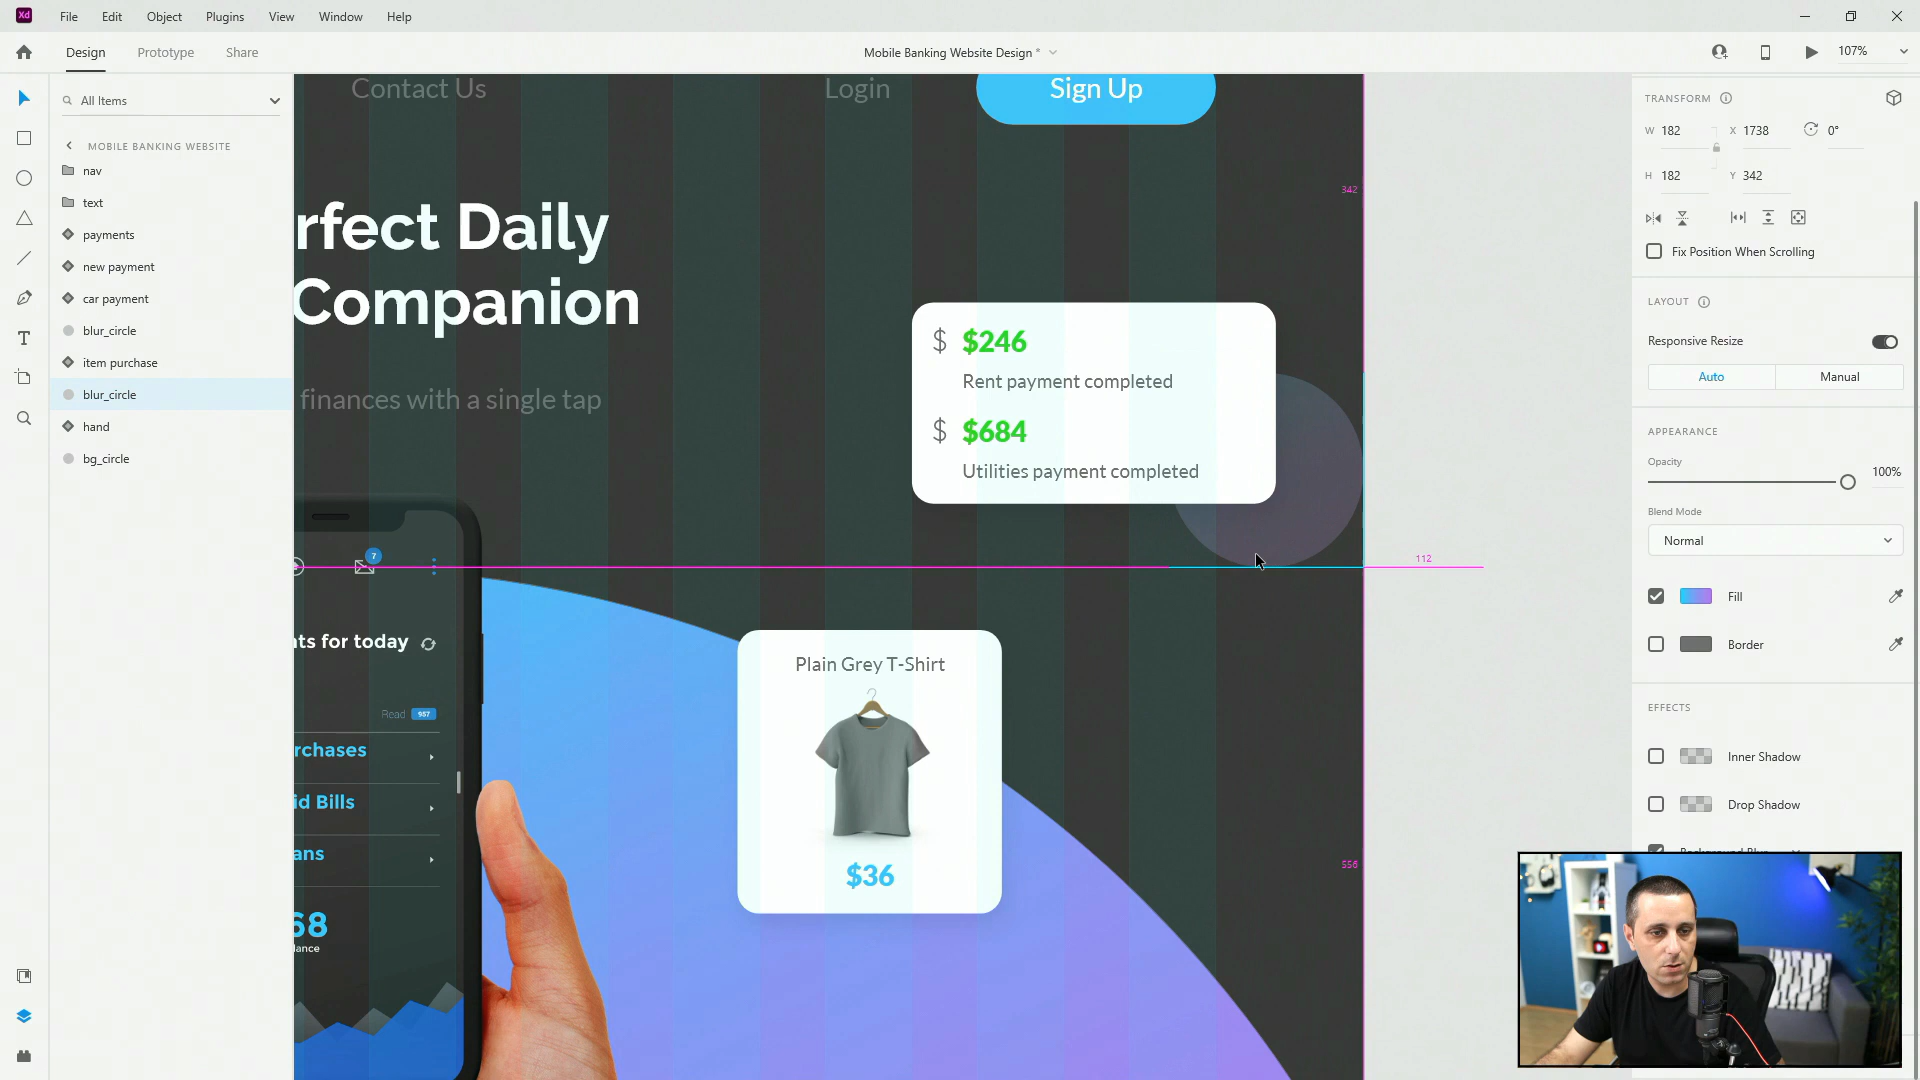 Xd File Edit Object Plugins View Window Help
Design Prototype Share
Mobile Banking Website Design *
107%
All Items
MOBILE BANKING WEBSITE
nav
text
payments
new payment
car payment
blur_circle
item purchase
blur_circle
hand
bg_circle
Contact Us
Login
Sign Up
rfect Daily
Companion
finances with a single tap
342
$ $246
Rent payment completed
$ $684
Utilities payment completed
112
7
nts for today
Read 957
rchases
id Bills
ans
68
lance
Plain Grey T-Shirt
$36
556
TRANSFORM
W 182 X 1738 0°
H 182 Y 342
Fix Position When Scrolling
LAYOUT
Responsive Resize
Auto Manual
APPEARANCE
Opacity
100%
Blend Mode
Normal
Fill
Border
EFFECTS
Inner Shadow
Drop Shadow